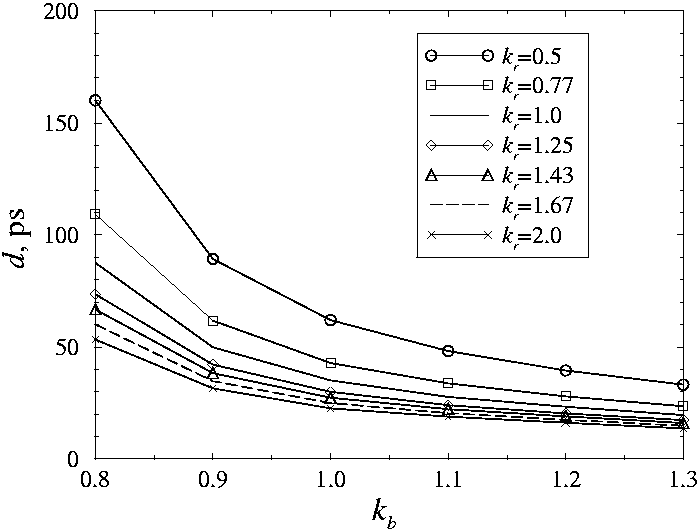 200
150
100
50
0
d, ps
k_r=0.5
k_r=0.77
k_r=1.0
k_r=1.25
k_r=1.43
k_r=1.67
k_r=2.0
0.8 0.9 1.0 1.1 1.2 1.3
k_b